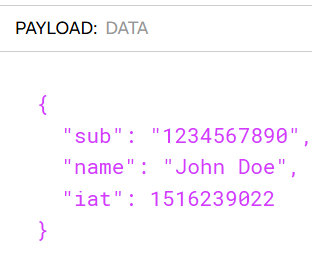 PAYLOAD: DATA
{
"sub": "1234567890",
"name": "John Doe",
"iat": 1516239022
}